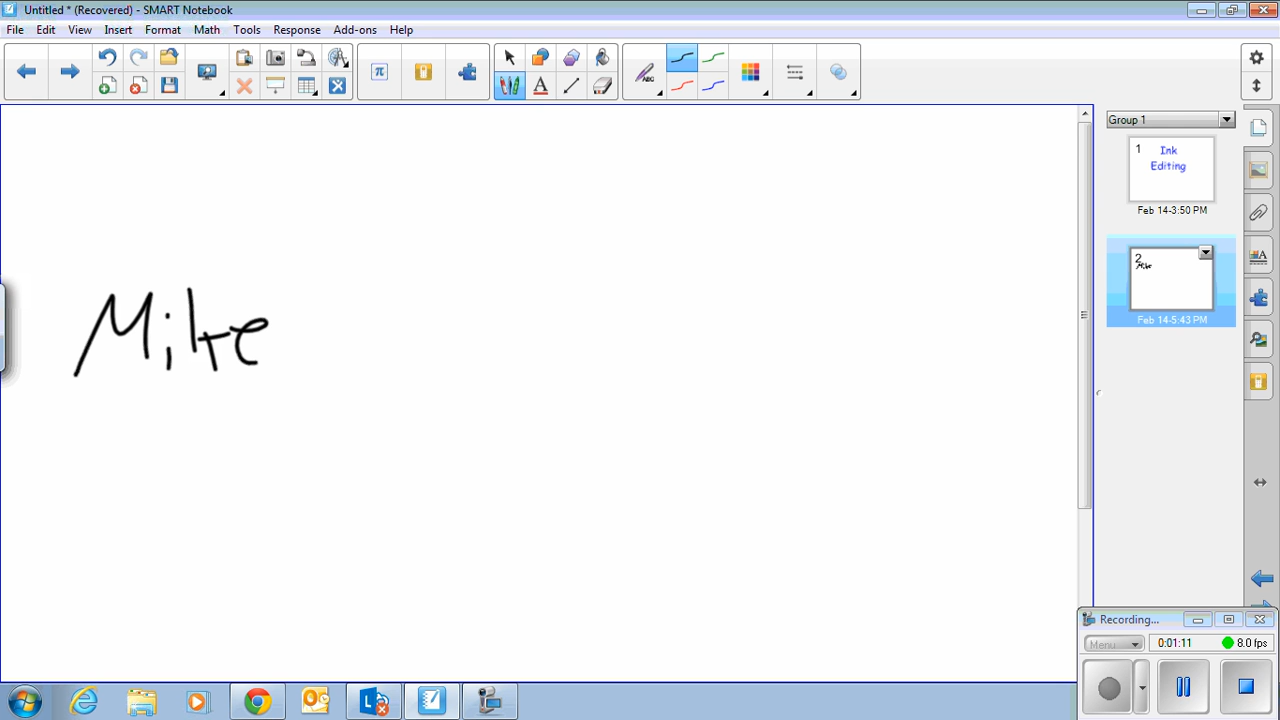 Untitled * (Recovered) - SMART Notebook
File Edit View Insert Format Math Tools Response Add-ons Help
π A ABC
Group 1
1 Ink
Editing
Feb 14-3:50 PM
2
Mike
Feb 14-5:43 PM
Mike
Recording...
Menu 0:01:11 8.0 fps